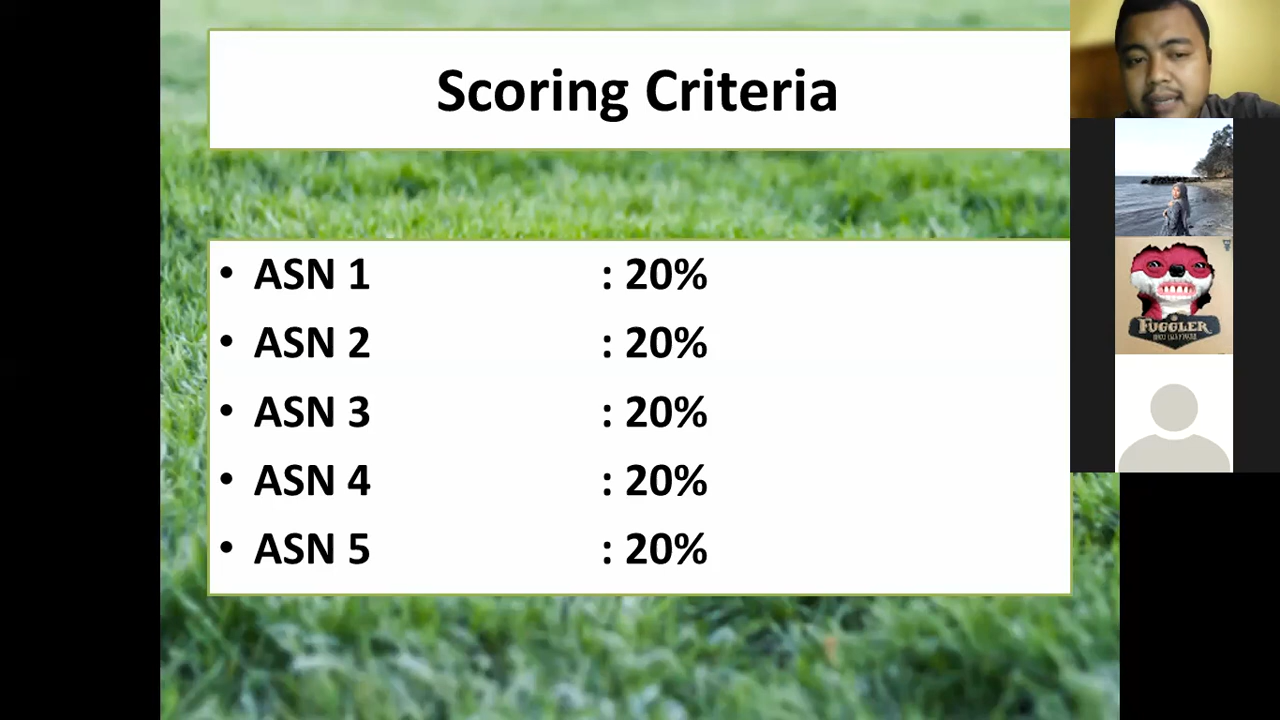 Scoring Criteria
• ASN 1 : 20%
• ASN 2 : 20%
• ASN 3 : 20%
• ASN 4 : 20%
• ASN 5 : 20%
FUGGLER